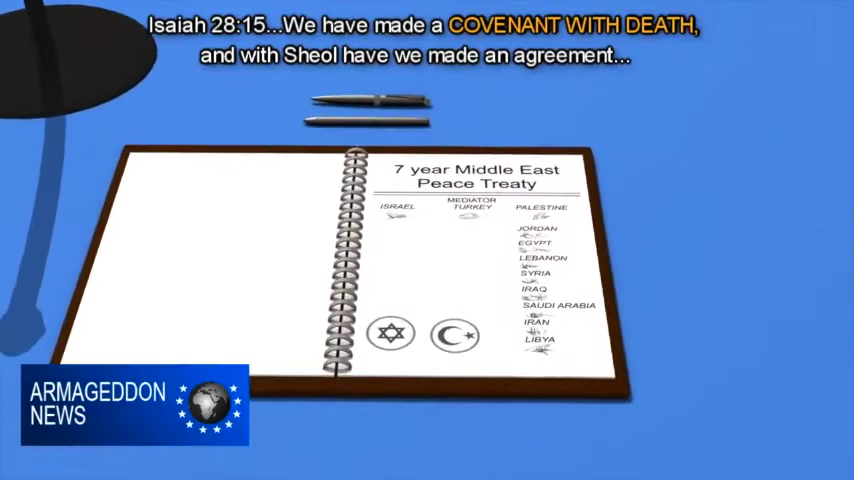 Isaiah 28:15...We have made a COVENANT WITH DEATH,
and with Sheol have we made an agreement...
7 year Middle East
Peace Treaty
ISRAEL
MEDIATOR
TURKEY
PALESTINE
JORDAN
EGYPT
LEBANON
SYRIA
IRAQ
SAUDI ARABIA
IRAN
LIBYA
ARMAGEDDON
NEWS